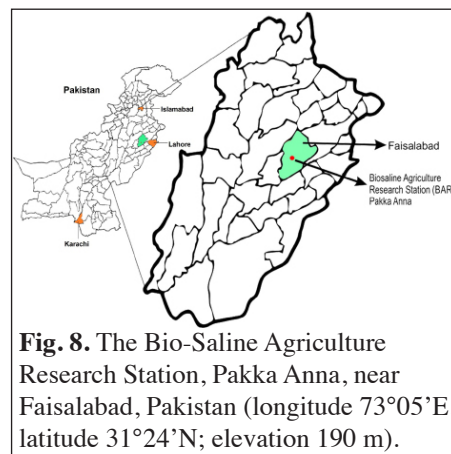 Pakistan
Islamabad
Lahore
Karachi
Faisalabad
Biosaline Agriculture
Research Station (BAR
Pakka Anna
Fig. 8. The Bio-Saline Agriculture
Research Station, Pakka Anna, near
Faisalabad, Pakistan (longitude 73°05’E
latitude 31°24’N; elevation 190 m).